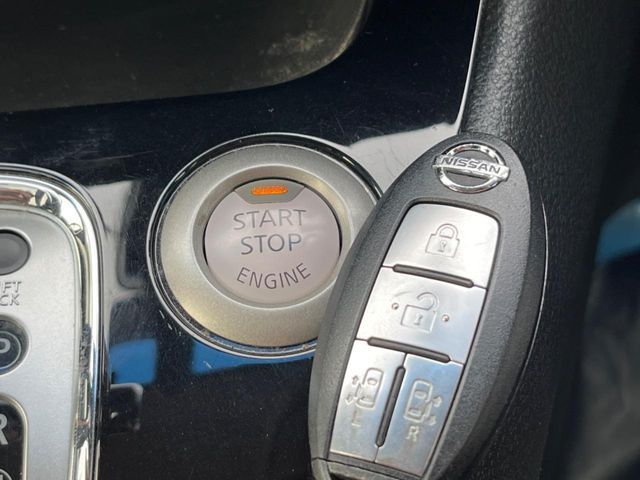 START
STOP
ENGINE
NISSAN
L
R
P
R